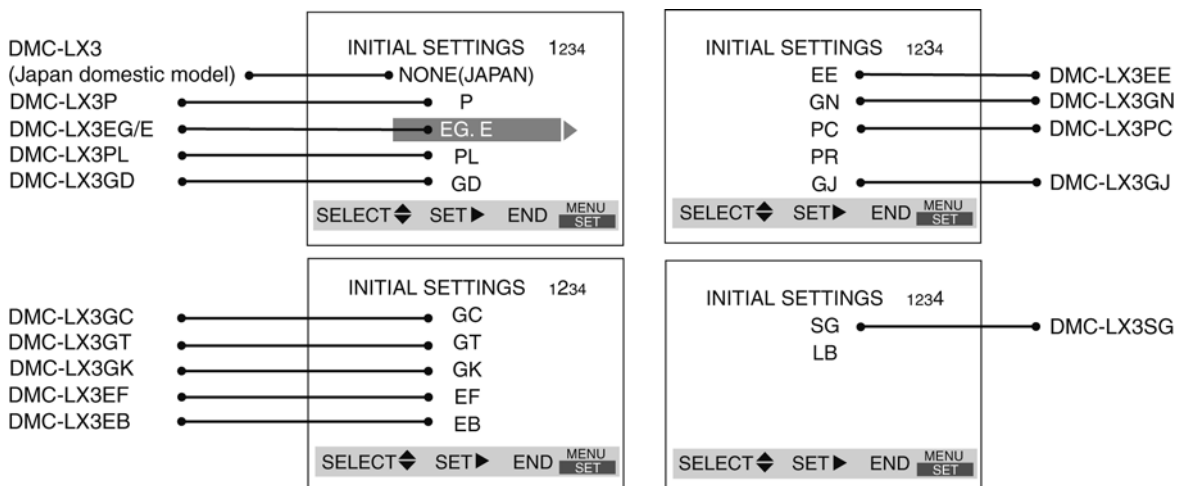 DMC-LX3
(Japan domestic model)
DMC-LX3P
DMC-LX3EG/E
DMC-LX3PL
DMC-LX3GD
INITIAL SETTINGS 1234
NONE(JAPAN)
P
EG. E
PL
GD
SELECT SET END MENU
SET
INITIAL SETTINGS 1234
EE
GN
PC
PR
GJ
SELECT SET END MENU
SET
DMC-LX3EE
DMC-LX3GN
DMC-LX3PC
DMC-LX3GJ
DMC-LX3GC
DMC-LX3GT
DMC-LX3GK
DMC-LX3EF
DMC-LX3EB
INITIAL SETTINGS 1234
GC
GT
GK
EF
EB
SELECT SET END MENU
SET
INITIAL SETTINGS 1234
SG
LB
SELECT SET END MENU
SET
DMC-LX3SG